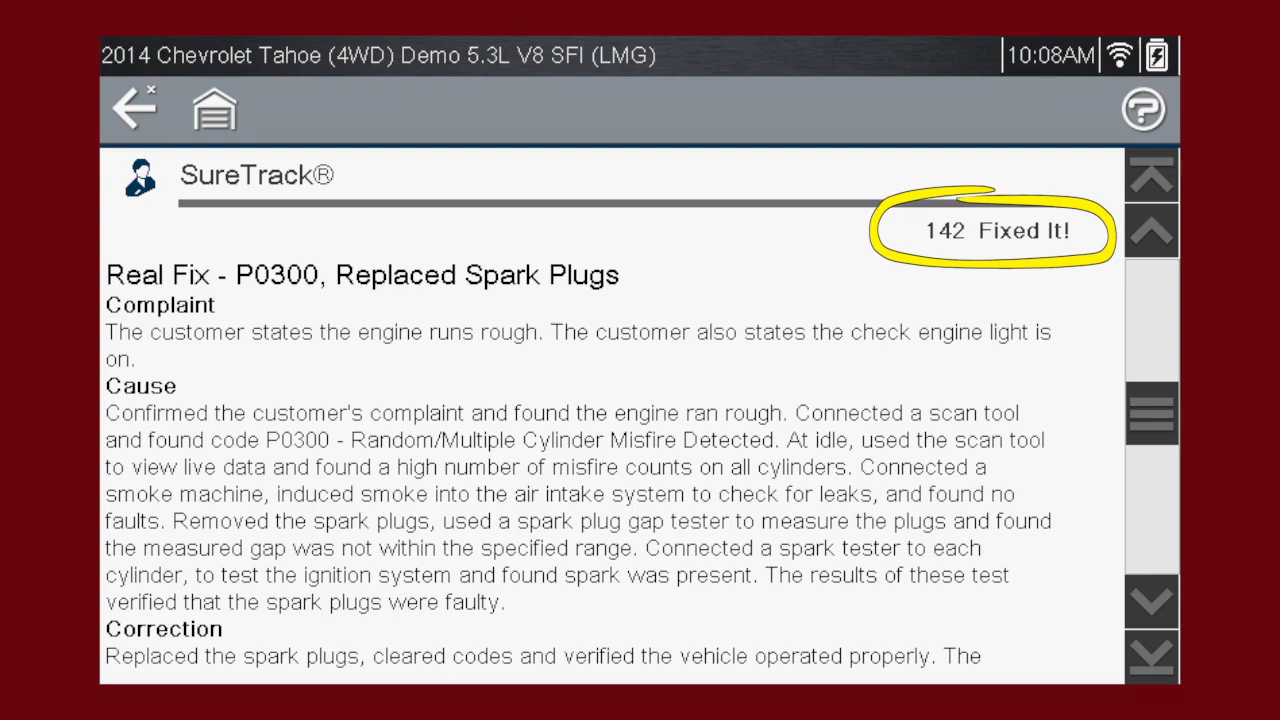 2014 Chevrolet Tahoe (4WD) Demo 5.3L V8 SFI (LMG)
10:08AM
SureTrack®
142 Fixed It!
Real Fix - P0300, Replaced Spark Plugs
Complaint
The customer states the engine runs rough. The customer also states the check engine light is
on.
Cause
Confirmed the customer's complaint and found the engine ran rough. Connected a scan tool
and found code P0300 - Random/Multiple Cylinder Misfire Detected. At idle, used the scan tool
to view live data and found a high number of misfire counts on all cylinders. Connected a
smoke machine, induced smoke into the air intake system to check for leaks, and found no
faults. Removed the spark plugs, used a spark plug gap tester to measure the plugs and found
the measured gap was not within the specified range. Connected a spark tester to each
cylinder, to test the ignition system and found spark was present. The results of these test
verified that the spark plugs were faulty.
Correction
Replaced the spark plugs, cleared codes and verified the vehicle operated properly. The